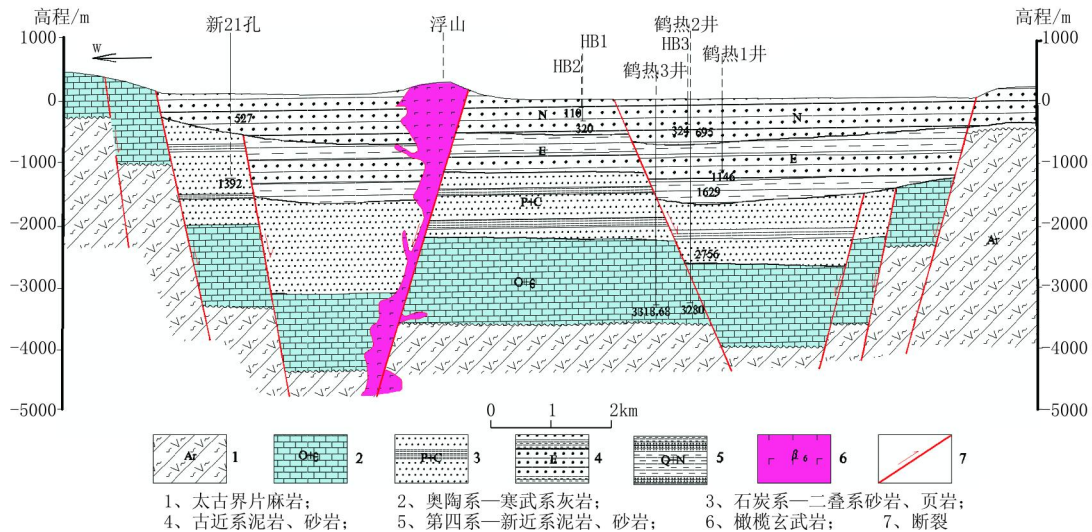 高程/m
新21孔
浮山
鹤热2井
高程/m
HB1
HB3
鹤热1井
HB2
鹤热3井
1000
1000
W
0
0
527
N
110
320
324
695
N
E
E
-1000
-1000
1392
1146
1629
P+C
-2000
-2000
2756
Ar
O+Є
-3000
-3000
3318.68
3280
-4000
-4000
-5000
-5000
0 1 2km
Ar 1
O+Є 2
P+C 3
E 4
Q+N 5
β6 6
7
1、太古界片麻岩; 2、奥陶系—寒武系灰岩; 3、石炭系—二叠系砂岩、页岩;
4、古近系泥岩、砂岩; 5、第四系—新近系泥岩、砂岩; 6、橄榄玄武岩; 7、断裂